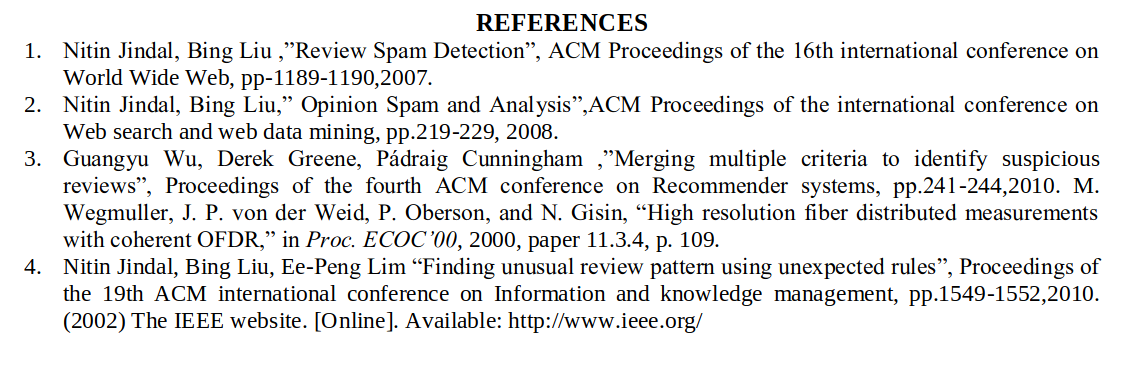 REFERENCES
1. Nitin Jindal, Bing Liu ,”Review Spam Detection”, ACM Proceedings of the 16th international conference on
World Wide Web, pp-1189-1190,2007.
2. Nitin Jindal, Bing Liu,” Opinion Spam and Analysis”,ACM Proceedings of the international conference on
Web search and web data mining, pp.219-229, 2008.
3. Guangyu Wu, Derek Greene, Pádraig Cunningham ,”Merging multiple criteria to identify suspicious
reviews”, Proceedings of the fourth ACM conference on Recommender systems, pp.241-244,2010. M.
Wegmuller, J. P. von der Weid, P. Oberson, and N. Gisin, “High resolution fiber distributed measurements
with coherent OFDR,” in Proc. ECOC’00, 2000, paper 11.3.4, p. 109.
4. Nitin Jindal, Bing Liu, Ee-Peng Lim “Finding unusual review pattern using unexpected rules”, Proceedings of
the 19th ACM international conference on Information and knowledge management, pp.1549-1552,2010.
(2002) The IEEE website. [Online]. Available: http://www.ieee.org/